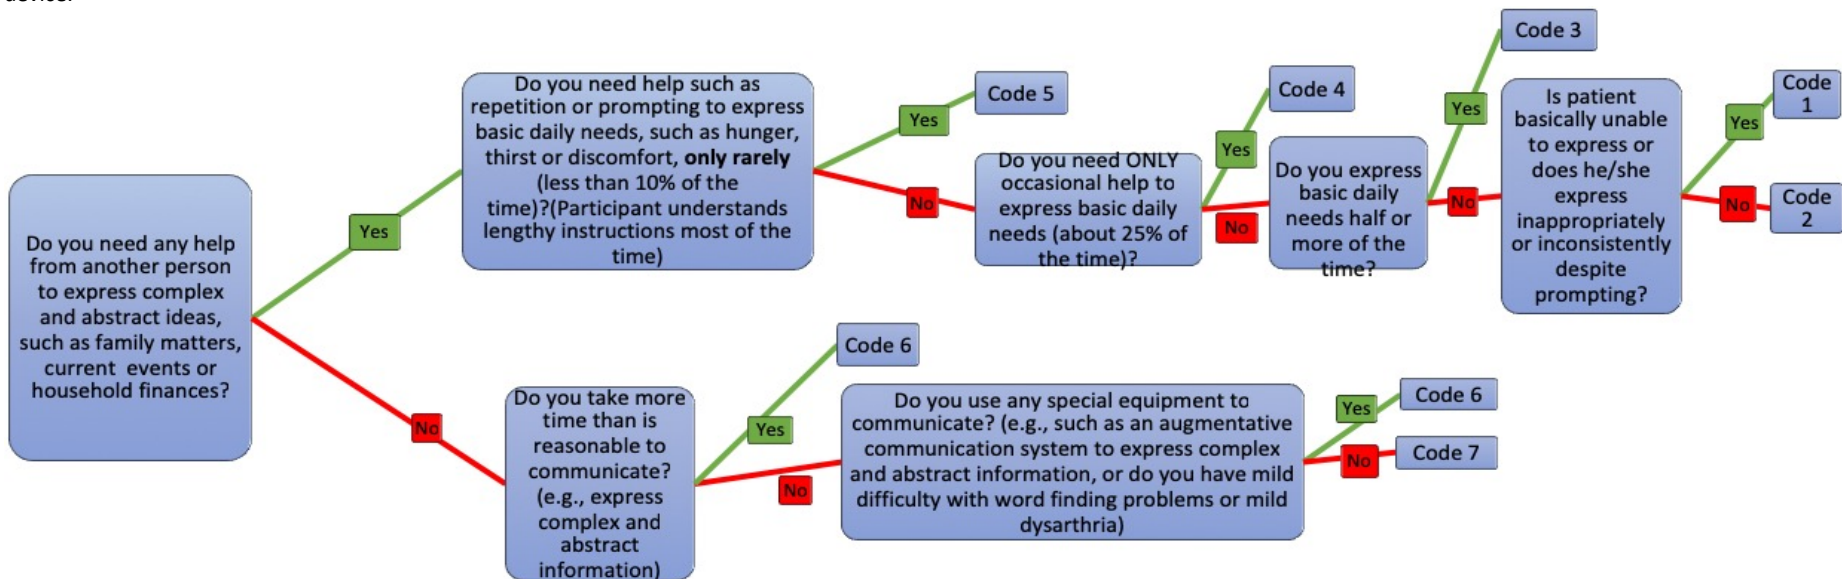 Do you need any help
from another person
to express complex
and abstract ideas,
such as family matters,
current events or
household finances?
Yes
No
Do you need help such as
repetition or prompting to express
basic daily needs, such as hunger,
thirst or discomfort, only rarely
(less than 10% of the
time)?(Participant understands
lengthy instructions most of the
time)
Yes
Code 5
No
Do you need ONLY
occasional help to
express basic daily
needs (about 25% of
the time)?
Yes
Code 4
No
Do you express
basic daily
needs half or
more of the
time?
Yes
Code 3
No
Is patient
basically unable
to express or
does he/she
express
inappropriately
or inconsistently
despite
prompting?
Yes
Code
1
No
Code
2
Do you take more
time than is
reasonable to
communicate?
(e.g., express
complex and
abstract
information)
Yes
Code 6
No
Do you use any special equipment to
communicate? (e.g., such as an augmentative
communication system to express complex
and abstract information, or do you have mild
difficulty with word finding problems or mild
dysarthria)
Yes
Code 6
No
Code 7